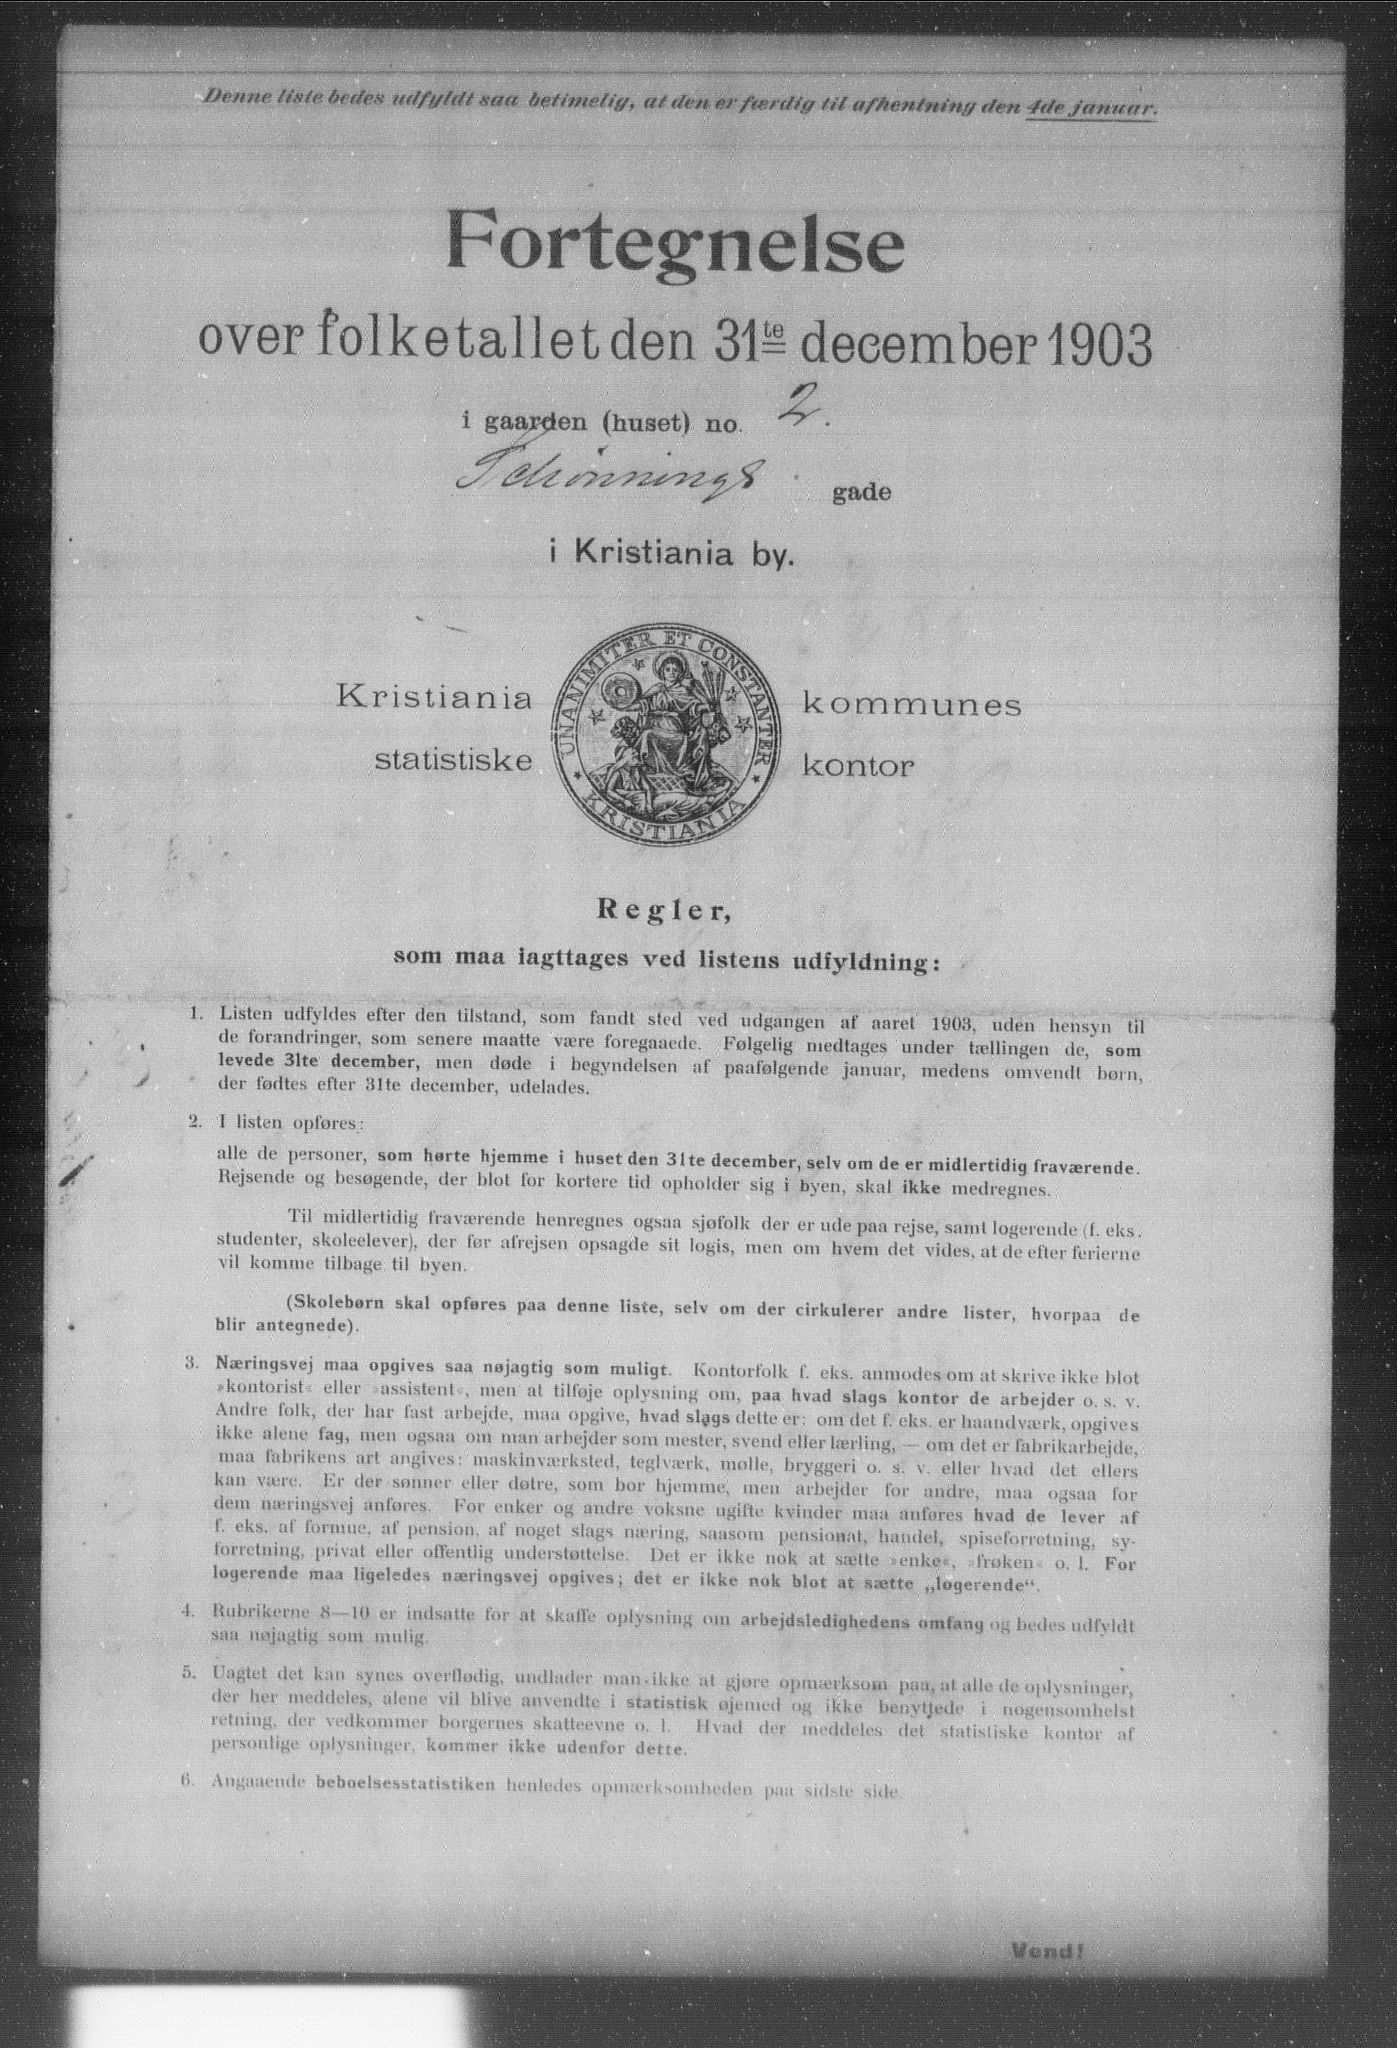 Denne liste bedes udfyldt saa betimelig, at den er færdig til afhentning den 4de januar.
Fortegnelse
over folketallet den 31te december 1903
i gaarden (huset) no. 2.
Schønnings gade
i Kristiania by.
UNANIMITER ET CONSTANTER
KRISTIANIA
Kristiania kommunes
statistiske kontor
Regler,
som maa iagttages ved listens udfyldning:
1. Listen udfyldes efter den tilstand, som fandt sted ved udgangen af aaret 1903, uden hensyn til
de forandringer, som senere maatte være foregaaede. Følgelig medtages under tællingen de, som
levede 31te december, men døde i begyndelsen af paafølgende januar, medens omvendt børn,
der fødtes efter 31te december, udelades.
2. I listen opføres:
alle de personer, som hørte hjemme i huset den 31te december, selv om de er midlertidig fraværende.
Rejsende og besøgende, der blot for kortere tid opholder sig i byen, skal ikke medregnes.
Til midlertidig fraværende henregnes ogsaa sjøfolk der er ude paa rejse, samt logerende (f. eks.
studenter, skoleelever), der før afrejsen opsagde sit logis, men om hvem det vides, at de efter ferierne
vil komme tilbage til byen.
(Skolebørn skal opføres paa denne liste, selv om der cirkulerer andre lister, hvorpaa de
blir antegnede).
3. Næringsvej maa opgives saa nøjagtig som muligt. Kontorfolk f. eks. anmodes om at skrive ikke blot
»kontorist« eller »assistent«, men at tilføje oplysning om, paa hvad slags kontor de arbejder o. s. v.
Andre folk, der har fast arbejde, maa opgive, hvad slags dette er: om det f. eks. er haandværk, opgives
ikke alene fag, men ogsaa om man arbejder som mester, svend eller lærling, — om det er fabrikarbejde,
maa fabrikens art angives: maskinværksted, teglværk, mølle, bryggeri o. s. v. eller hvad det ellers
kan være. Er der sønner eller døtre, som bor hjemme, men arbejder for andre, maa ogsaa for
dem næringsvej anføres. For enker og andre voksne ugifte kvinder maa anføres hvad de lever af
f. eks. af formue, af pension, af noget slags næring, saasom pensionat, handel, spiseforretning, sy-
forretning, privat eller offentlig understøttelse. Det er ikke nok at sætte »enke«, »frøken« o. l. For
logerende maa ligeledes næringsvej opgives; det er ikke nok blot at sætte „logerende“.
4. Rubrikerne 8—10 er indsatte for at skaffe oplysning om arbejdsledighedens omfang og bedes udfyldt
saa nøjagtig som mulig.
5. Uagtet det kan synes overflødig, undlader man ikke at gjøre opmærksom paa, at alle de oplysninger,
der her meddeles, alene vil blive anvendte i statistisk øjemed og ikke benyttede i nogensomhelst
retning, der vedkommer borgernes skatteevne o. l. Hvad der meddeles det statistiske kontor af
personlige oplysninger, kommer ikke udenfor dette.
6. Angaaende beboelsesstatistiken henledes opmærksomheden paa sidste side.
Vend!